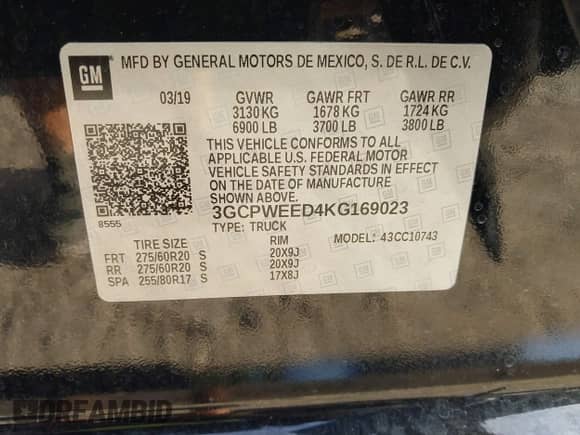 GM MFD BY GENERAL MOTORS DE MEXICO, S. DE R.L. DE C.V.
03/19 GVWR GAWR FRT GAWR RR
3130 KG 1678 KG 1724 KG
6900 LB 3700 LB 3800 LB
THIS VEHICLE CONFORMS TO ALL
APPLICABLE U.S. FEDERAL MOTOR
VEHICLE SAFETY STANDARDS IN EFFECT
ON THE DATE OF MANUFACTURE
SHOWN ABOVE.
3GCPWEED4KG169023
8555 TYPE: TRUCK
TIRE SIZE RIM MODEL: 43CC10743
FRT 275/60R20 S 20X9J
RR 275/60R20 S 20X9J
SPA 255/80R17 S 17X8J
DREAMBID